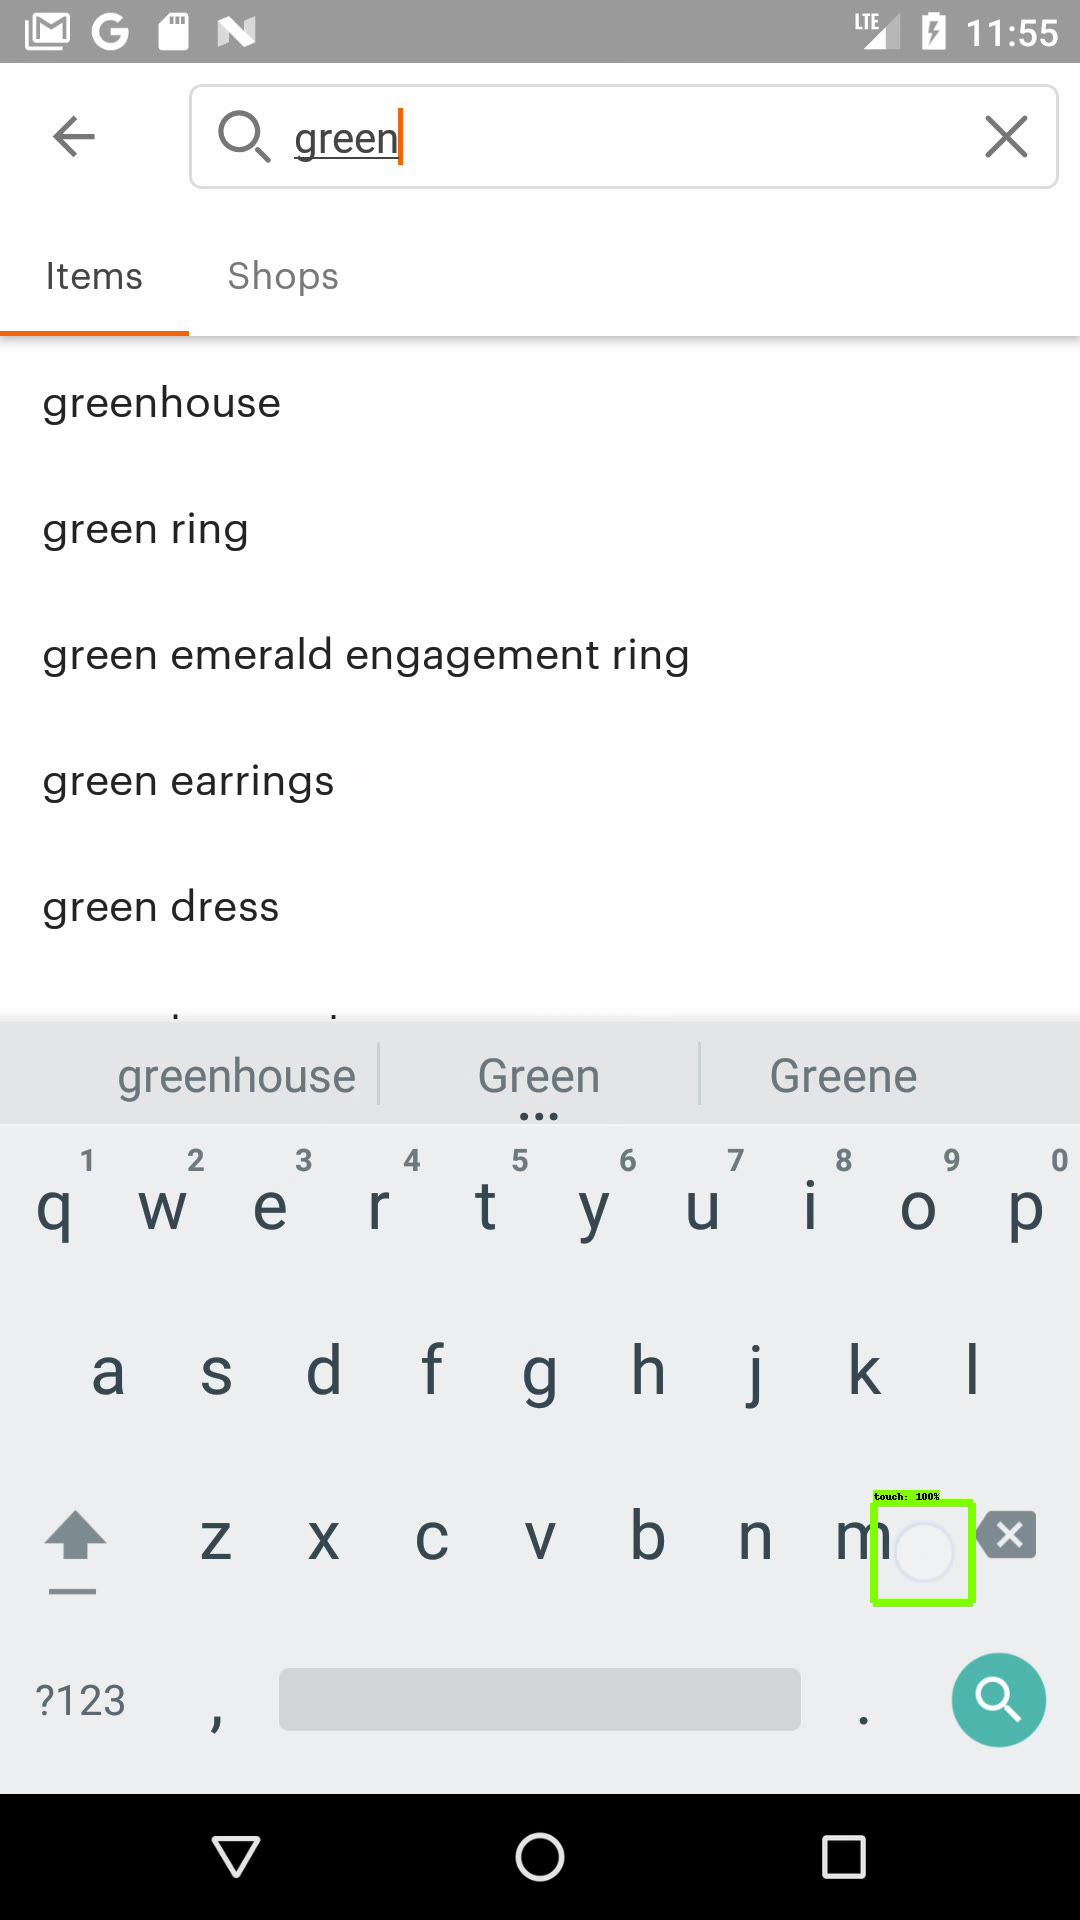 LTE 11:55
green
Items Shops
greenhouse
green ring
green emerald engagement ring
green earrings
green dress
greenhouse Green Greene
1 2 3 4 5 6 7 8 9 0
q w e r t y u i o p
a s d f g h j k l
touch: 100%
z x c v b n m
?123 , .